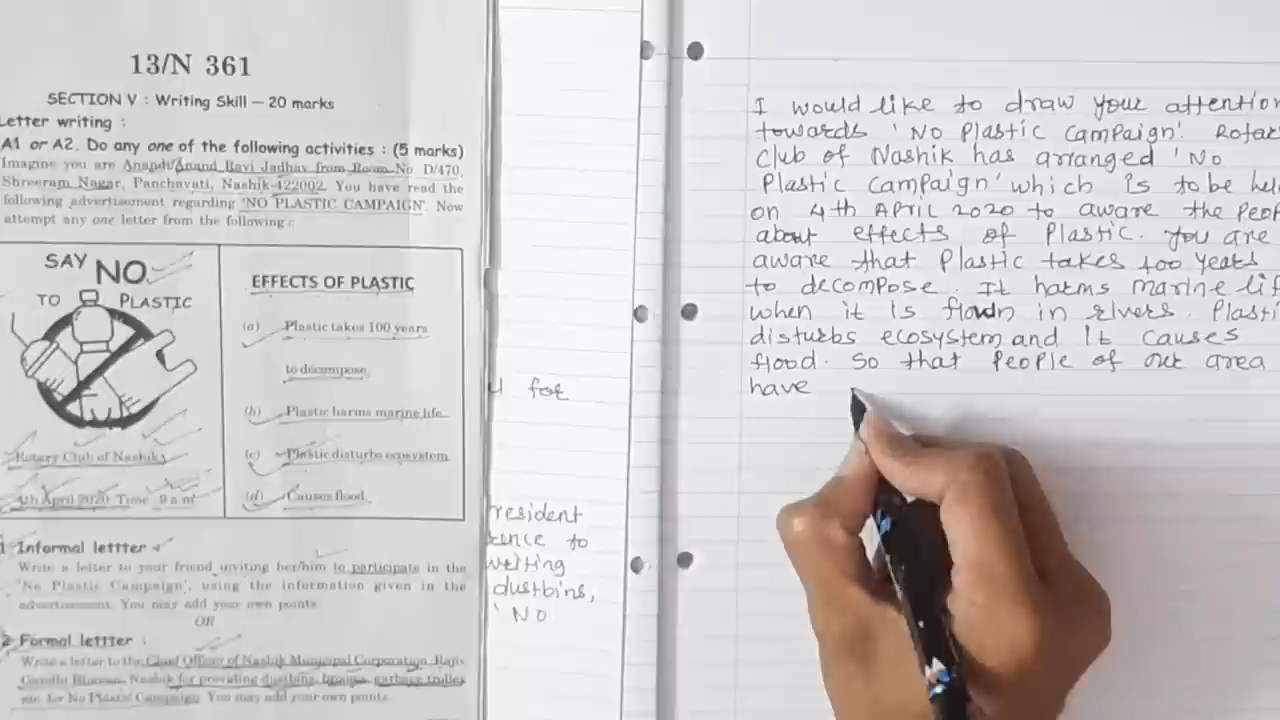 13/N 361
SECTION V : Writing Skill – 20 marks
Letter writing :
A1 or A2. Do any one of the following activities : (5 marks)
Imagine you are Anandi/Anand Ravi Jadhav from Room No. D/470,
Shreeram Nagar, Panchavati, Nashik-422002. You have read the
following advertisement regarding 'NO PLASTIC CAMPAIGN'. Now
attempt any one letter from the following :
SAY NO
TO PLASTIC
Rotary Club of Nashik
4th April 2020 Time 9 a.m.
EFFECTS OF PLASTIC
(a) Plastic takes 100 years
to decompose
(b) Plastic harms marine life
(c) Plastic disturbs ecosystem
(d) Causes flood
1 Informal lettter
Write a letter to your friend inviting her/him to participate in the
'No Plastic Campaign', using the information given in the
advertisement. You may add your own points.
OR
2 Formal lettter :
Write a letter to the Chief Officer of Nashik Municipal Corporation, Rajiv
Gandhi Bhavan, Nashik for providing dustbins, brooms, garbage trolley
etc. for No Plastic Campaign. You may add your own points.
for
resident
ence to
writing
dustbins,
'No
I would like to draw your attention
towards 'No Plastic Campaign'. Rotar
Club of Nashik has arranged 'No
Plastic Campaign' which is to be hel
on 4th APRIL 2020 to aware the Peop
about effects of Plastic. You are
aware that Plastic takes 100 years
to decompose. It harms marine lif
when it is flown in rivers. Plasti
disturbs ecosystem and it causes
flood. So that People of our area
have